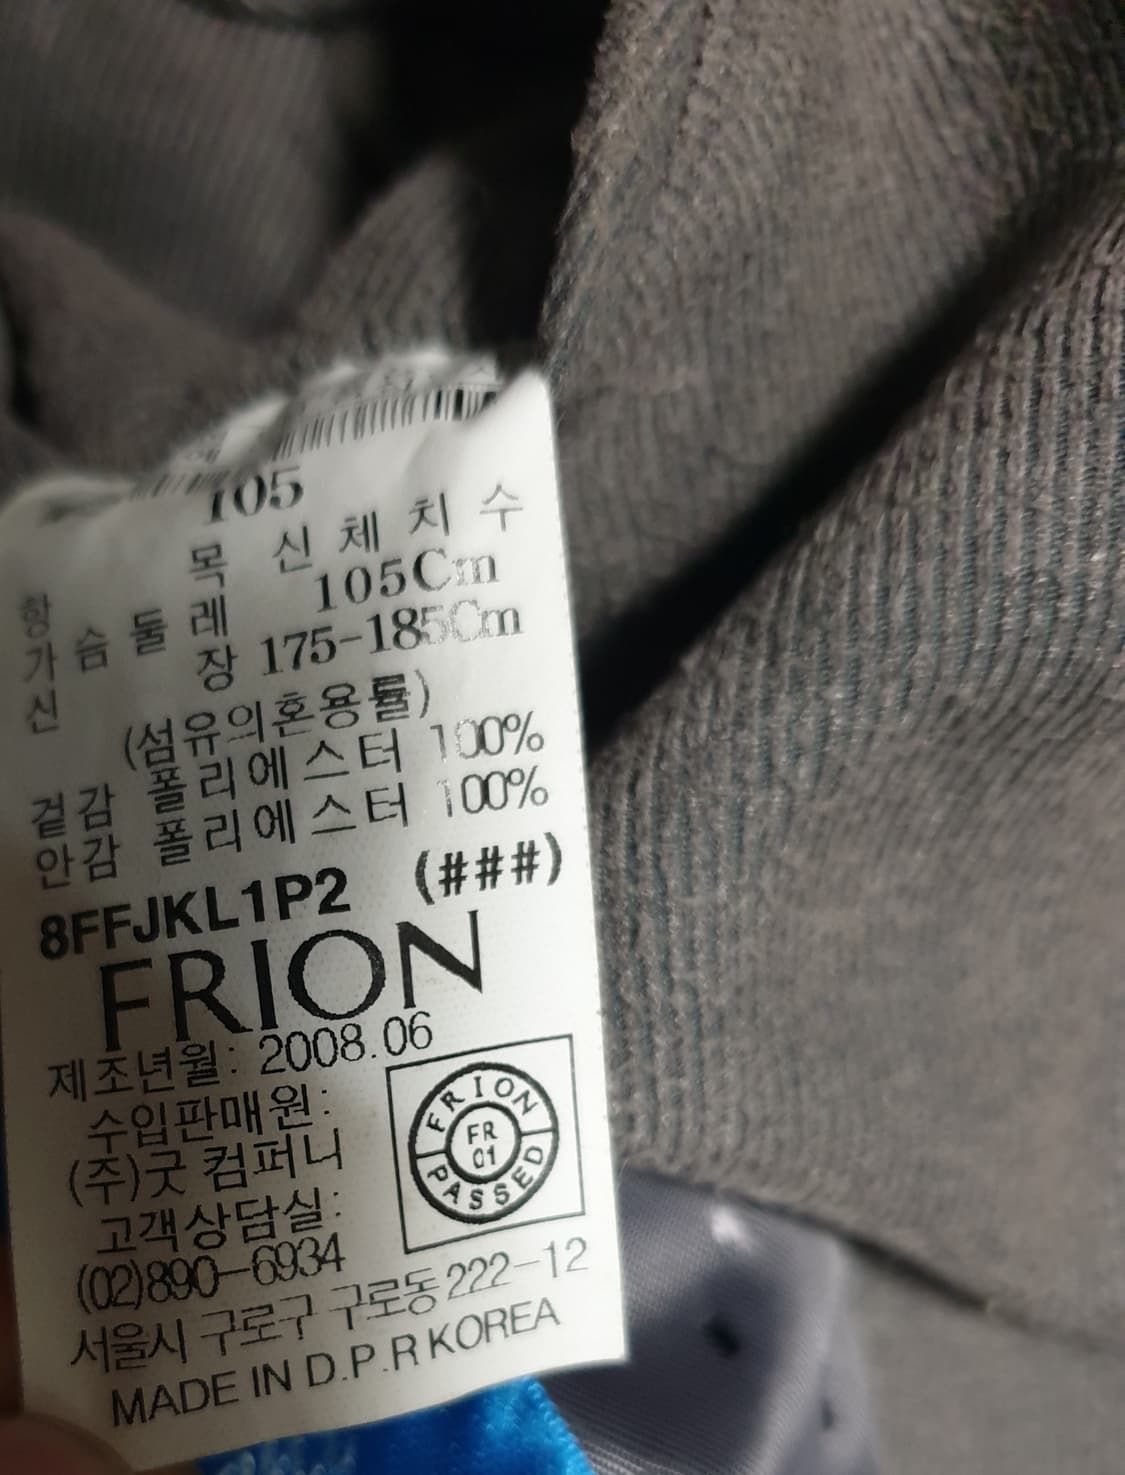 105
신체치수
항목
가슴둘레 105Cm
신장 175-185Cm
(섬유의혼용률)
겉감 폴리에스터 100%
안감 폴리에스터 100%
8FFJKL1P2 (###)
FRION
제조년월: 2008.06
수입판매원:
(주)굿 컴퍼니
고객상담실:
(02)890-6934
서울시 구로구 구로동 222-12
MADE IN D.P.R KOREA
FRION
FR
01
PASSED